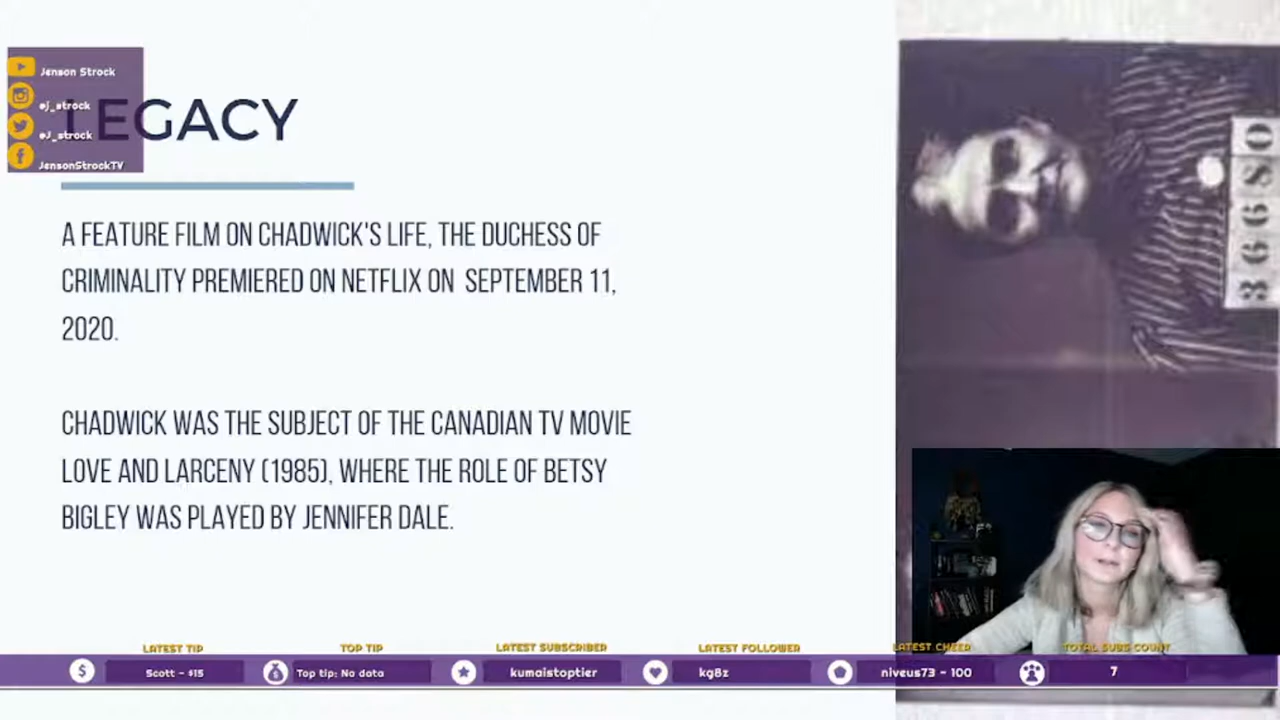 Jenson Strock
@j_strock
@J_strock
JensonStrockTV
LEGACY
A FEATURE FILM ON CHADWICK'S LIFE, THE DUCHESS OF
CRIMINALITY PREMIERED ON NETFLIX ON SEPTEMBER 11,
2020.
CHADWICK WAS THE SUBJECT OF THE CANADIAN TV MOVIE
LOVE AND LARCENY (1985), WHERE THE ROLE OF BETSY
BIGLEY WAS PLAYED BY JENNIFER DALE.
36680
LATEST TIP
Scott - $15
TOP TIP
Top tip: No data
LATEST SUBSCRIBER
kumaistoptier
LATEST FOLLOWER
kg8z
LATEST CHEER
niveus73 - 100
TOTAL SUBS COUNT
7